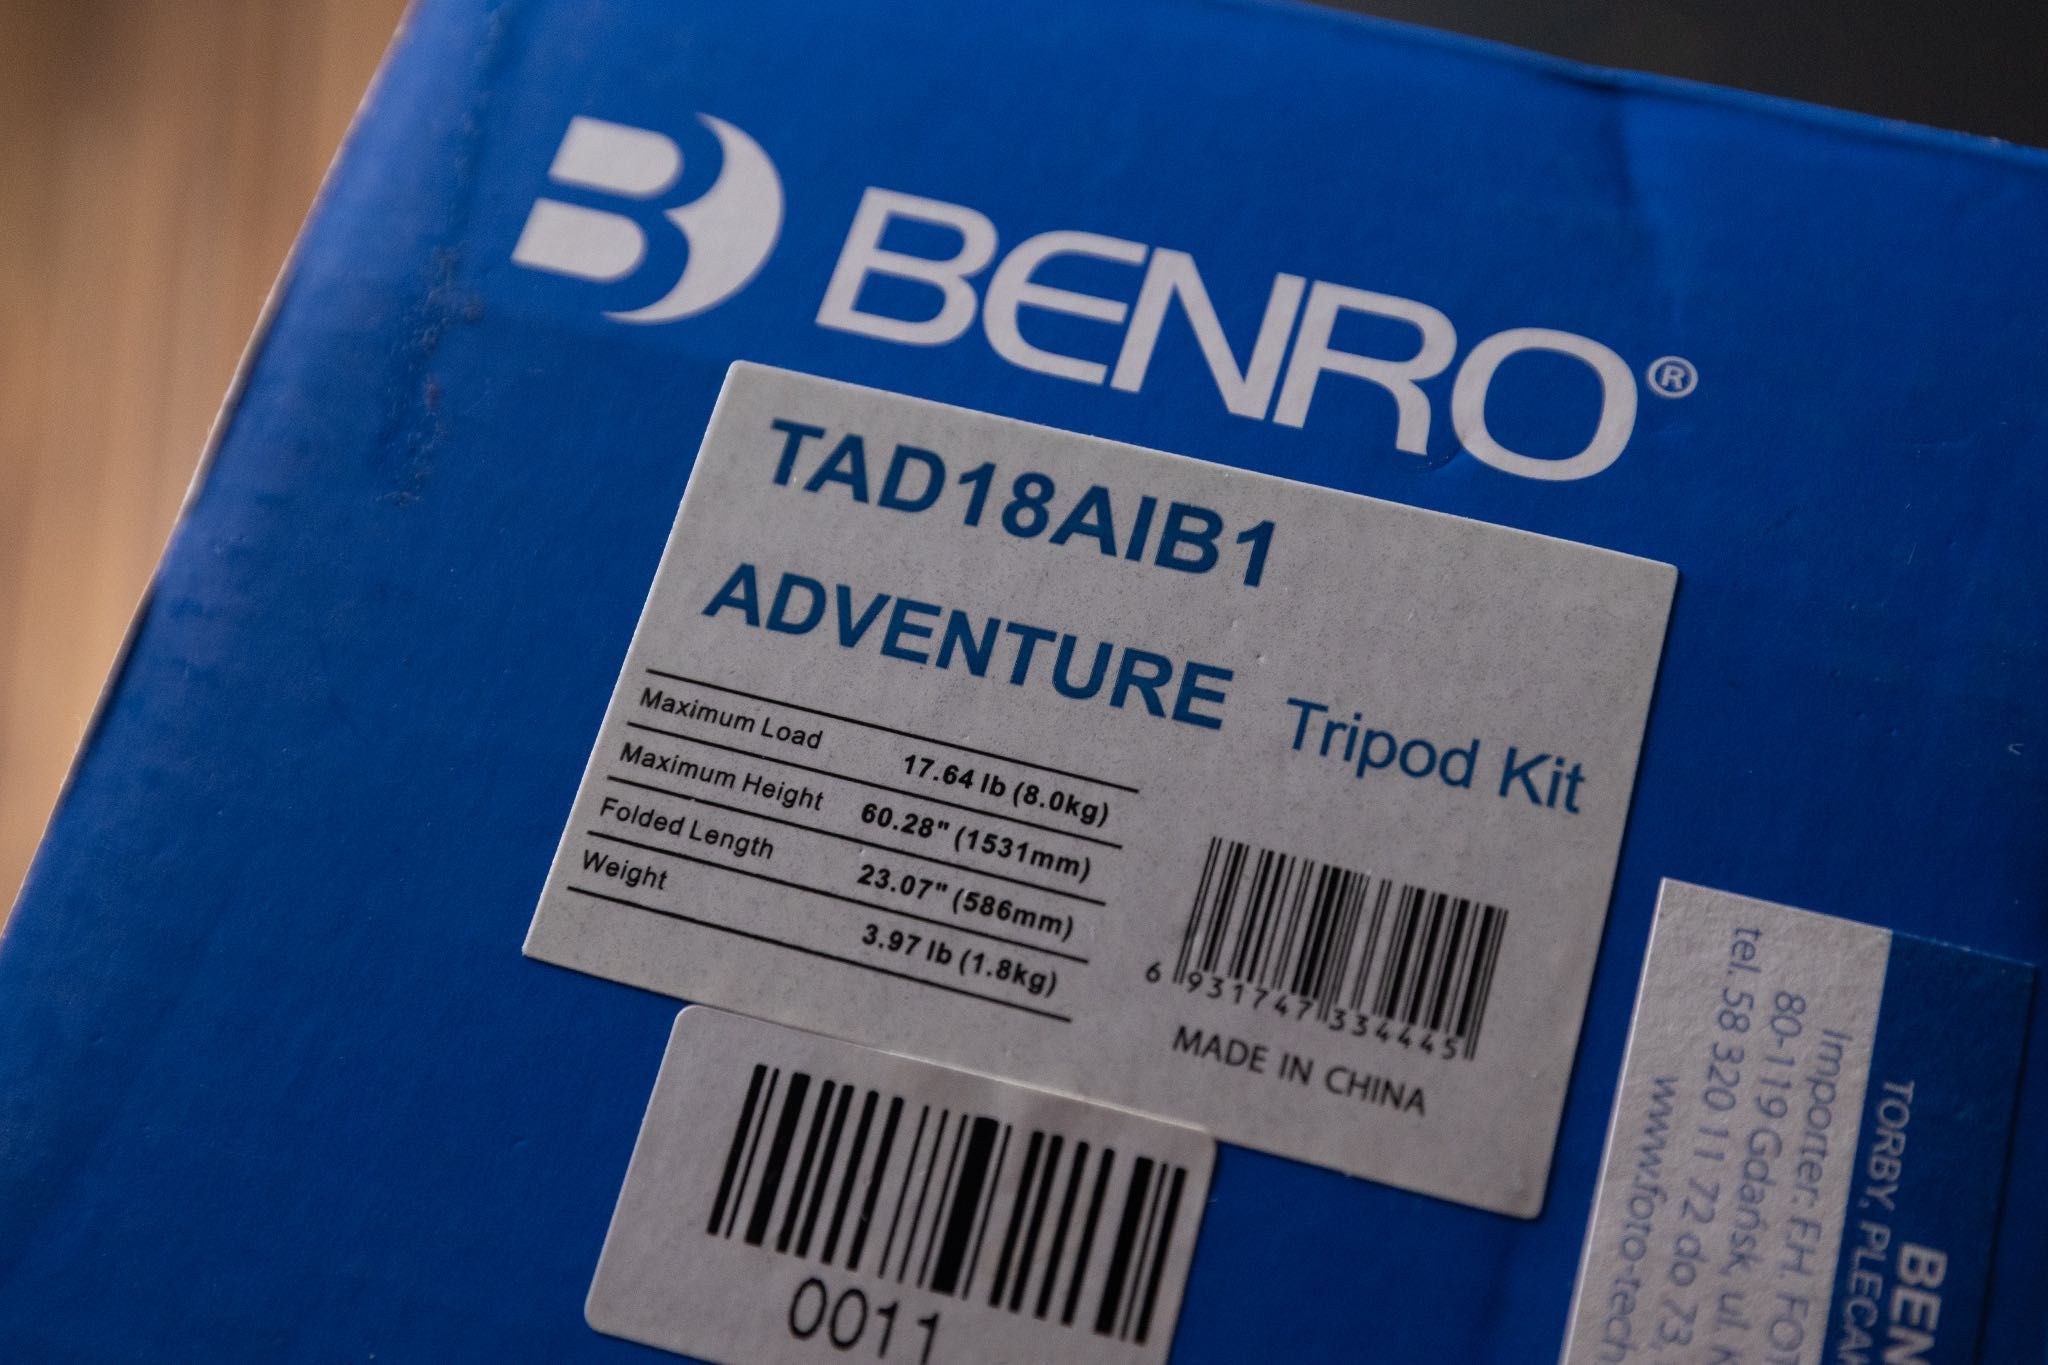 BENRO®
TAD18AIB1
ADVENTURE Tripod Kit
Maximum Load 17.64 lb (8.0kg)
Maximum Height 60.28" (1531mm)
Folded Length 23.07" (586mm)
Weight 3.97 lb (1.8kg)
6 931747 334445
MADE IN CHINA
0011
BEN
TORBY, PLECA
Importer: F.H. FOT
80-119 Gdańsk ul. K
tel. 58 320 11 72 do 73,
www.foto-tech